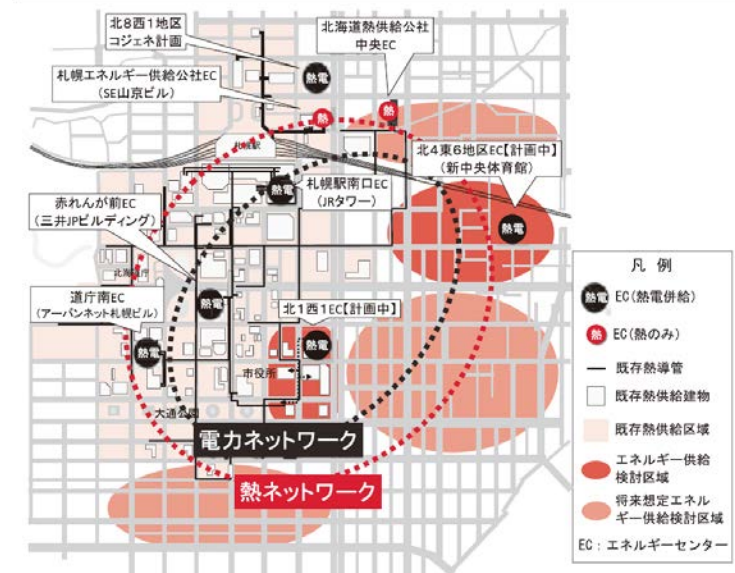 北8西1地区
コジェネ計画
北海道熱供給公社
中央EC
熱電
札幌エネルギー供給公社EC
(SE山京ビル)
熱
熱
北4東6地区EC【計画中】
(新中央体育館)
札幌駅
熱電
札幌駅南口EC
(JRタワー)
赤れんが前EC
(三井JPビルディング)
熱電
北海道庁
道庁南EC
(アーバンネット札幌ビル)
熱電
北1西1EC【計画中】
熱電
熱電
市役所
大通公園
電力ネットワーク
熱ネットワーク
凡 例
熱電 EC(熱電併給)
熱 EC(熱のみ)
既存熱導管
既存熱供給建物
既存熱供給区域
エネルギー供給
検討区域
将来想定エネル
ギー供給検討区域
EC：エネルギーセンター